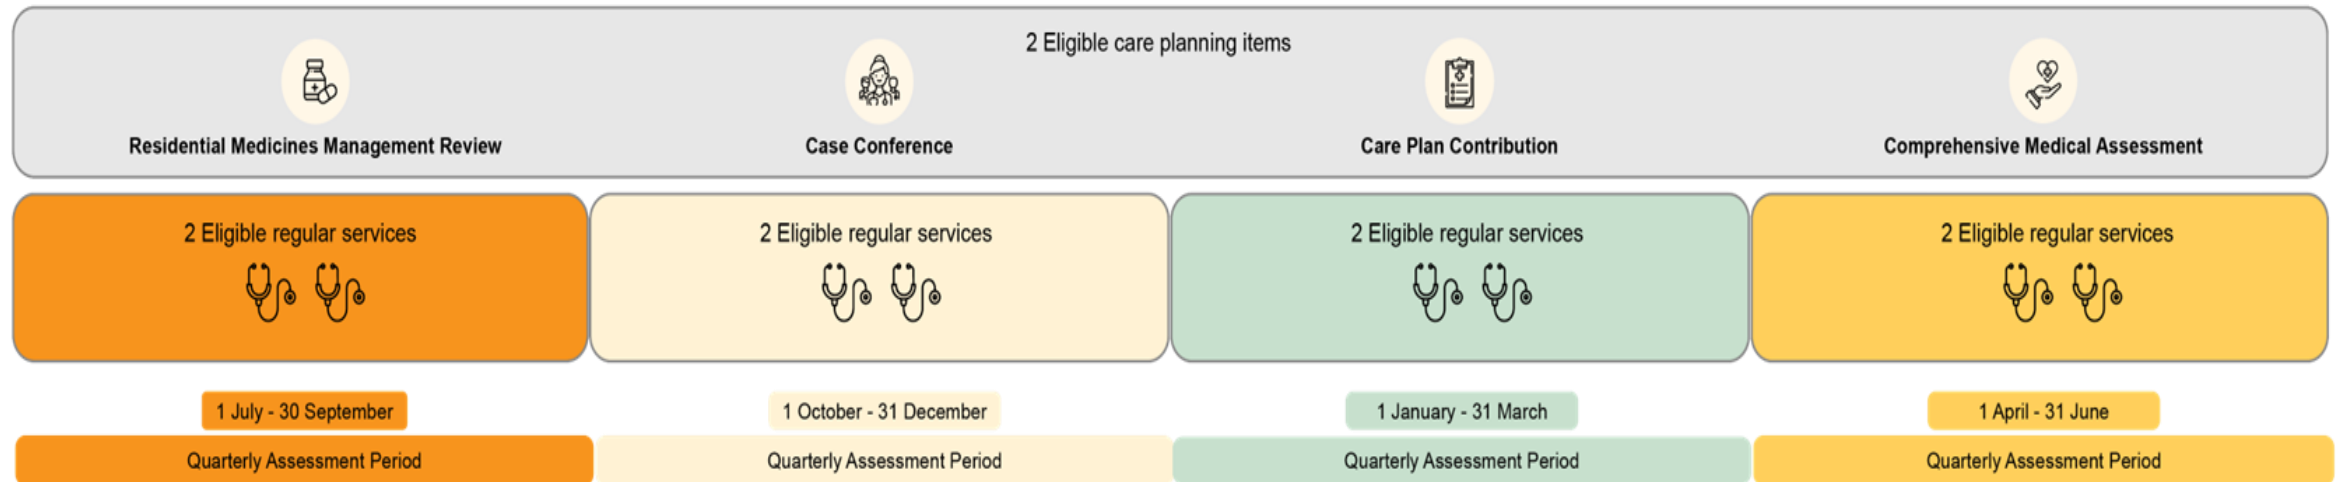 2 Eligible care planning items
Residential Medicines Management Review
Case Conference
Care Plan Contribution
Comprehensive Medical Assessment
2 Eligible regular services
2 Eligible regular services
2 Eligible regular services
2 Eligible regular services
1 July - 30 September
1 October - 31 December
1 January - 31 March
1 April - 31 June
Quarterly Assessment Period
Quarterly Assessment Period
Quarterly Assessment Period
Quarterly Assessment Period